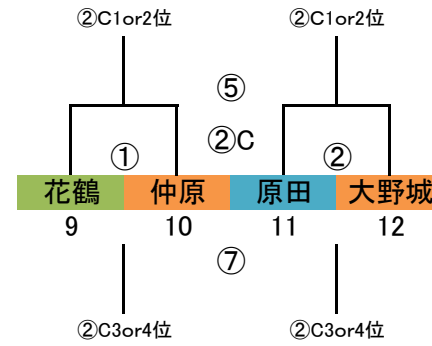 ②C1or2位 ②C1or2位
⑤
②C
① ②
花鶴 仲原 原田 大野城
9 10 11 12
⑦
②C3or4位 ②C3or4位